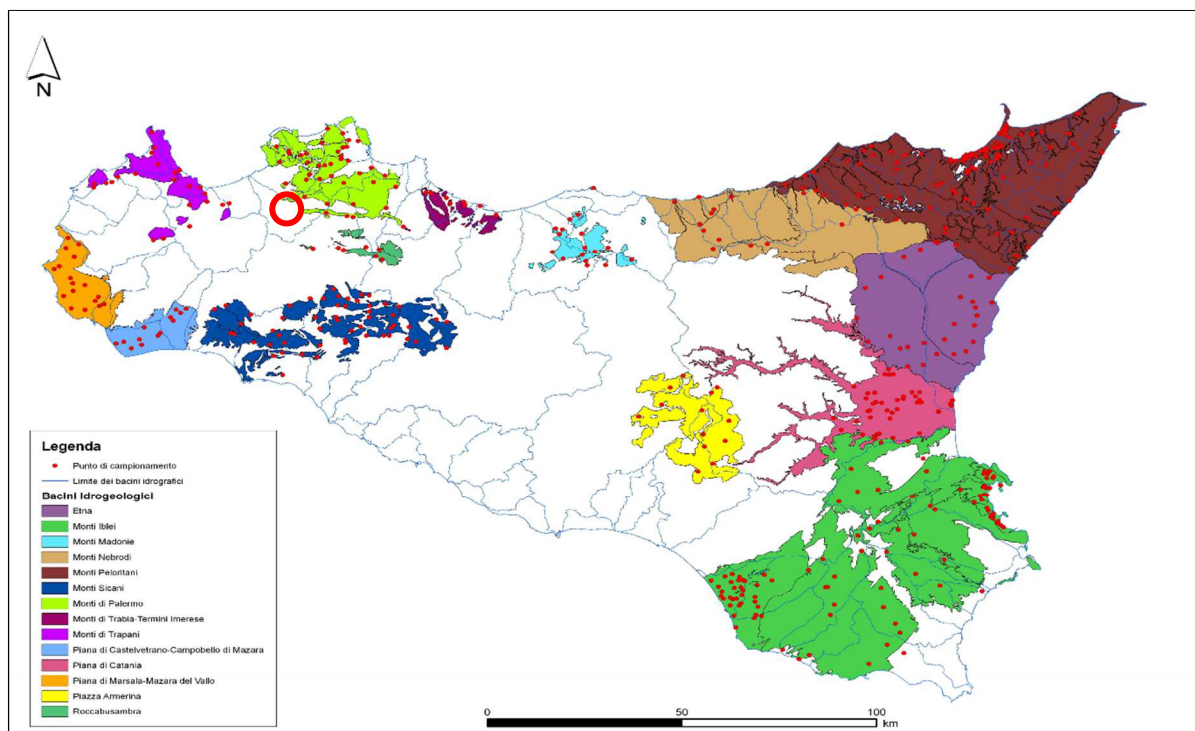 N
Legenda
Punto di campionamento
Limite dei bacini idrografici
Bacini Idrogeologici
Etna
Monti Iblei
Monti Madonie
Monti Nebrodi
Monti Peloritani
Monti Sicani
Monti di Palermo
Monti di Trabia-Termini Imerese
Monti di Trapani
Piana di Castelvetrano-Campobello di Mazara
Piana di Catania
Piana di Marsala-Mazara del Vallo
Piazza Armerina
Roccabusambra
0 50 100
km